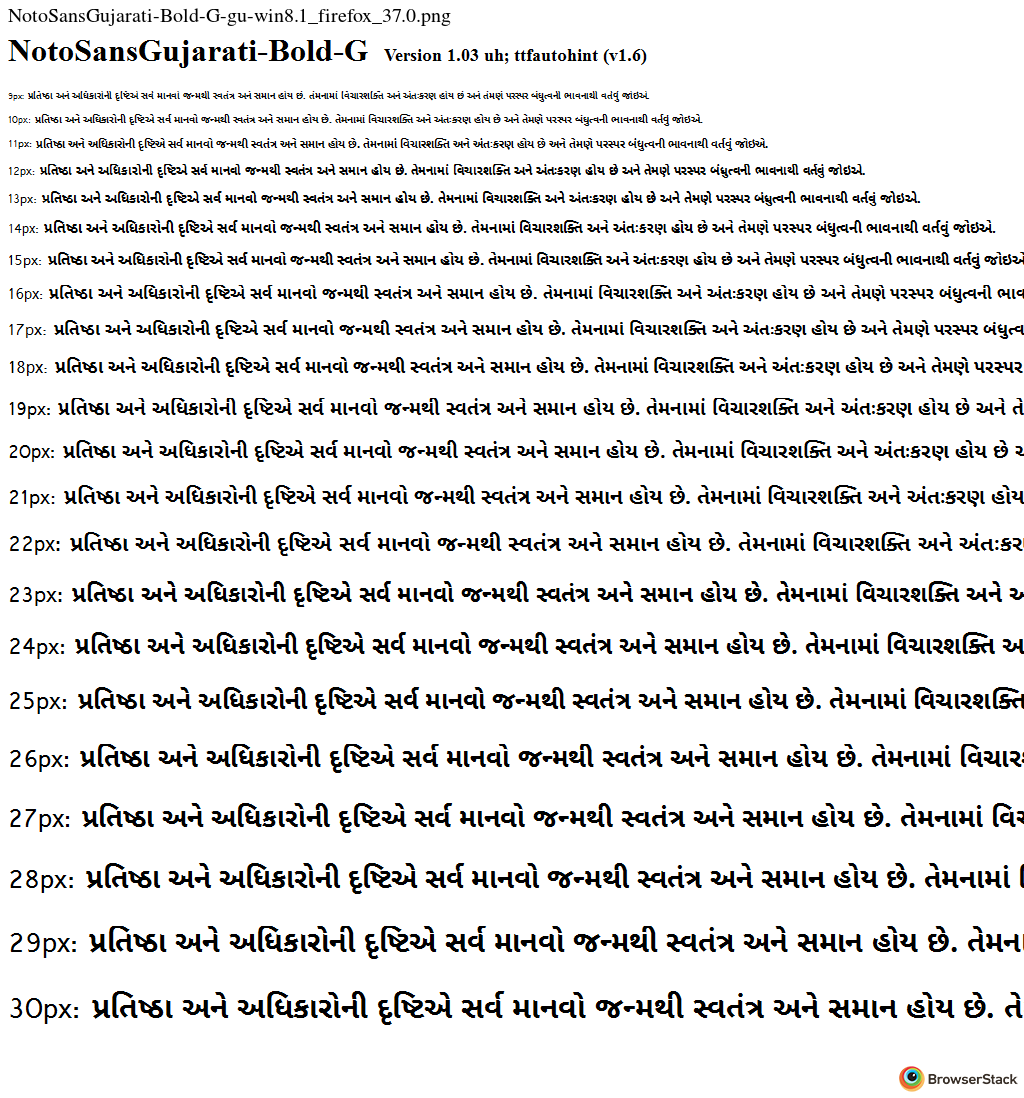 NotoSansGujarati-Bold-G-gu-win8.1_firefox_37.0.png
NotoSansGujarati-Bold-G Version 1.03 uh; ttfautohint (v1.6)
9px: પ્રતિષ્ઠા અને અધિકારોની દૃષ્ટિએ સર્વ માનવો જન્મથી સ્વતંત્ર અને સમાન હોય છે. તેમનામાં વિચારશક્તિ અને અંતઃકરણ હોય છે અને તેમણે પરસ્પર બંધુત્વની ભાવનાથી વર્તવું જોઇએ.
10px: પ્રતિષ્ઠા અને અધિકારોની દૃષ્ટિએ સર્વ માનવો જન્મથી સ્વતંત્ર અને સમાન હોય છે. તેમનામાં વિચારશક્તિ અને અંતઃકરણ હોય છે અને તેમણે પરસ્પર બંધુત્વની ભાવનાથી વર્તવું જોઇએ.
11px: પ્રતિષ્ઠા અને અધિકારોની દૃષ્ટિએ સર્વ માનવો જન્મથી સ્વતંત્ર અને સમાન હોય છે. તેમનામાં વિચારશક્તિ અને અંતઃકરણ હોય છે અને તેમણે પરસ્પર બંધુત્વની ભાવનાથી વર્તવું જોઇએ.
12px: પ્રતિષ્ઠા અને અધિકારોની દૃષ્ટિએ સર્વ માનવો જન્મથી સ્વતંત્ર અને સમાન હોય છે. તેમનામાં વિચારશક્તિ અને અંતઃકરણ હોય છે અને તેમણે પરસ્પર બંધુત્વની ભાવનાથી વર્તવું જોઇએ.
13px: પ્રતિષ્ઠા અને અધિકારોની દૃષ્ટિએ સર્વ માનવો જન્મથી સ્વતંત્ર અને સમાન હોય છે. તેમનામાં વિચારશક્તિ અને અંતઃકરણ હોય છે અને તેમણે પરસ્પર બંધુત્વની ભાવનાથી વર્તવું જોઇએ.
14px: પ્રતિષ્ઠા અને અધિકારોની દૃષ્ટિએ સર્વ માનવો જન્મથી સ્વતંત્ર અને સમાન હોય છે. તેમનામાં વિચારશક્તિ અને અંતઃકરણ હોય છે અને તેમણે પરસ્પર બંધુત્વની ભાવનાથી વર્તવું જોઇએ.
15px: પ્રતિષ્ઠા અને અધિકારોની દૃષ્ટિએ સર્વ માનવો જન્મથી સ્વતંત્ર અને સમાન હોય છે. તેમનામાં વિચારશક્તિ અને અંતઃકરણ હોય છે અને તેમણે પરસ્પર બંધુત્વની ભાવનાથી વર્તવું જોઇએ
16px: પ્રતિષ્ઠા અને અધિકારોની દૃષ્ટિએ સર્વ માનવો જન્મથી સ્વતંત્ર અને સમાન હોય છે. તેમનામાં વિચારશક્તિ અને અંતઃકરણ હોય છે અને તેમણે પરસ્પર બંધુત્વની ભાવ
17px: પ્રતિષ્ઠા અને અધિકારોની દૃષ્ટિએ સર્વ માનવો જન્મથી સ્વતંત્ર અને સમાન હોય છે. તેમનામાં વિચારશક્તિ અને અંતઃકરણ હોય છે અને તેમણે પરસ્પર બંધુત્વ
18px: પ્રતિષ્ઠા અને અધિકારોની દૃષ્ટિએ સર્વ માનવો જન્મથી સ્વતંત્ર અને સમાન હોય છે. તેમનામાં વિચારશક્તિ અને અંતઃકરણ હોય છે અને તેમણે પરસ્પર
19px: પ્રતિષ્ઠા અને અધિકારોની દૃષ્ટિએ સર્વ માનવો જન્મથી સ્વતંત્ર અને સમાન હોય છે. તેમનામાં વિચારશક્તિ અને અંતઃકરણ હોય છે અને તે
20px: પ્રતિષ્ઠા અને અધિકારોની દૃષ્ટિએ સર્વ માનવો જન્મથી સ્વતંત્ર અને સમાન હોય છે. તેમનામાં વિચારશક્તિ અને અંતઃકરણ હોય છે
21px: પ્રતિષ્ઠા અને અધિકારોની દૃષ્ટિએ સર્વ માનવો જન્મથી સ્વતંત્ર અને સમાન હોય છે. તેમનામાં વિચારશક્તિ અને અંતઃકરણ હોય
22px: પ્રતિષ્ઠા અને અધિકારોની દૃષ્ટિએ સર્વ માનવો જન્મથી સ્વતંત્ર અને સમાન હોય છે. તેમનામાં વિચારશક્તિ અને અંતઃકર
23px: પ્રતિષ્ઠા અને અધિકારોની દૃષ્ટિએ સર્વ માનવો જન્મથી સ્વતંત્ર અને સમાન હોય છે. તેમનામાં વિચારશક્તિ અને
24px: પ્રતિષ્ઠા અને અધિકારોની દૃષ્ટિએ સર્વ માનવો જન્મથી સ્વતંત્ર અને સમાન હોય છે. તેમનામાં વિચારશક્તિ અ
25px: પ્રતિષ્ઠા અને અધિકારોની દૃષ્ટિએ સર્વ માનવો જન્મથી સ્વતંત્ર અને સમાન હોય છે. તેમનામાં વિચારશક્તિ
26px: પ્રતિષ્ઠા અને અધિકારોની દૃષ્ટિએ સર્વ માનવો જન્મથી સ્વતંત્ર અને સમાન હોય છે. તેમનામાં વિચાર
27px: પ્રતિષ્ઠા અને અધિકારોની દૃષ્ટિએ સર્વ માનવો જન્મથી સ્વતંત્ર અને સમાન હોય છે. તેમનામાં વિચ
28px: પ્રતિષ્ઠા અને અધિકારોની દૃષ્ટિએ સર્વ માનવો જન્મથી સ્વતંત્ર અને સમાન હોય છે. તેમનામાં
29px: પ્રતિષ્ઠા અને અધિકારોની દૃષ્ટિએ સર્વ માનવો જન્મથી સ્વતંત્ર અને સમાન હોય છે. તેમના
30px: પ્રતિષ્ઠા અને અધિકારોની દૃષ્ટિએ સર્વ માનવો જન્મથી સ્વતંત્ર અને સમાન હોય છે. તે
BrowserStack